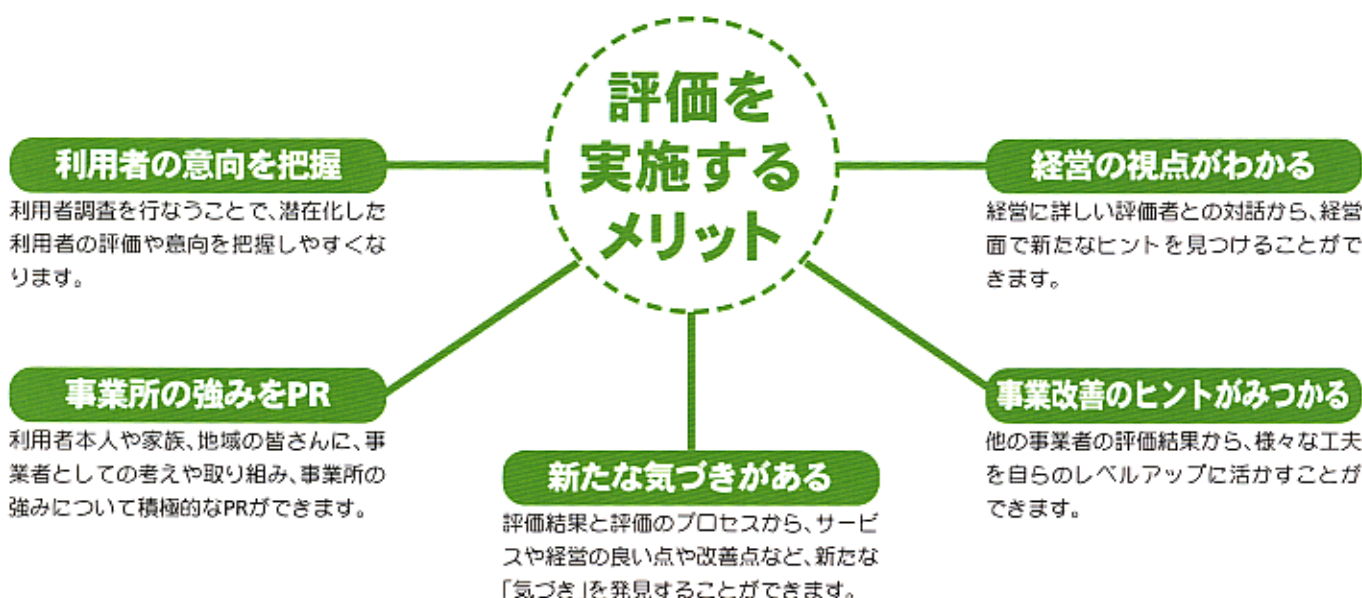 評価を
実施する
メリット
利用者の意向を把握
利用者調査を行なうことで、潜在化した
利用者の評価や意向を把握しやすくな
ります。
事業所の強みをPR
利用者本人や家族、地域の皆さんに、事
業者としての考えや取り組み、事業所の
強みについて積極的なPRができます。
新たな気づきがある
評価結果と評価のプロセスから、サービ
スや経営の良い点や改善点など、新たな
「気づき」を発見することができます。
経営の視点がわかる
経営に詳しい評価者との対話から、経営
面で新たなヒントを見つけることがで
きます。
事業改善のヒントがみつかる
他の事業者の評価結果から、様々な工夫
を自らのレベルアップに活かすことが
できます。